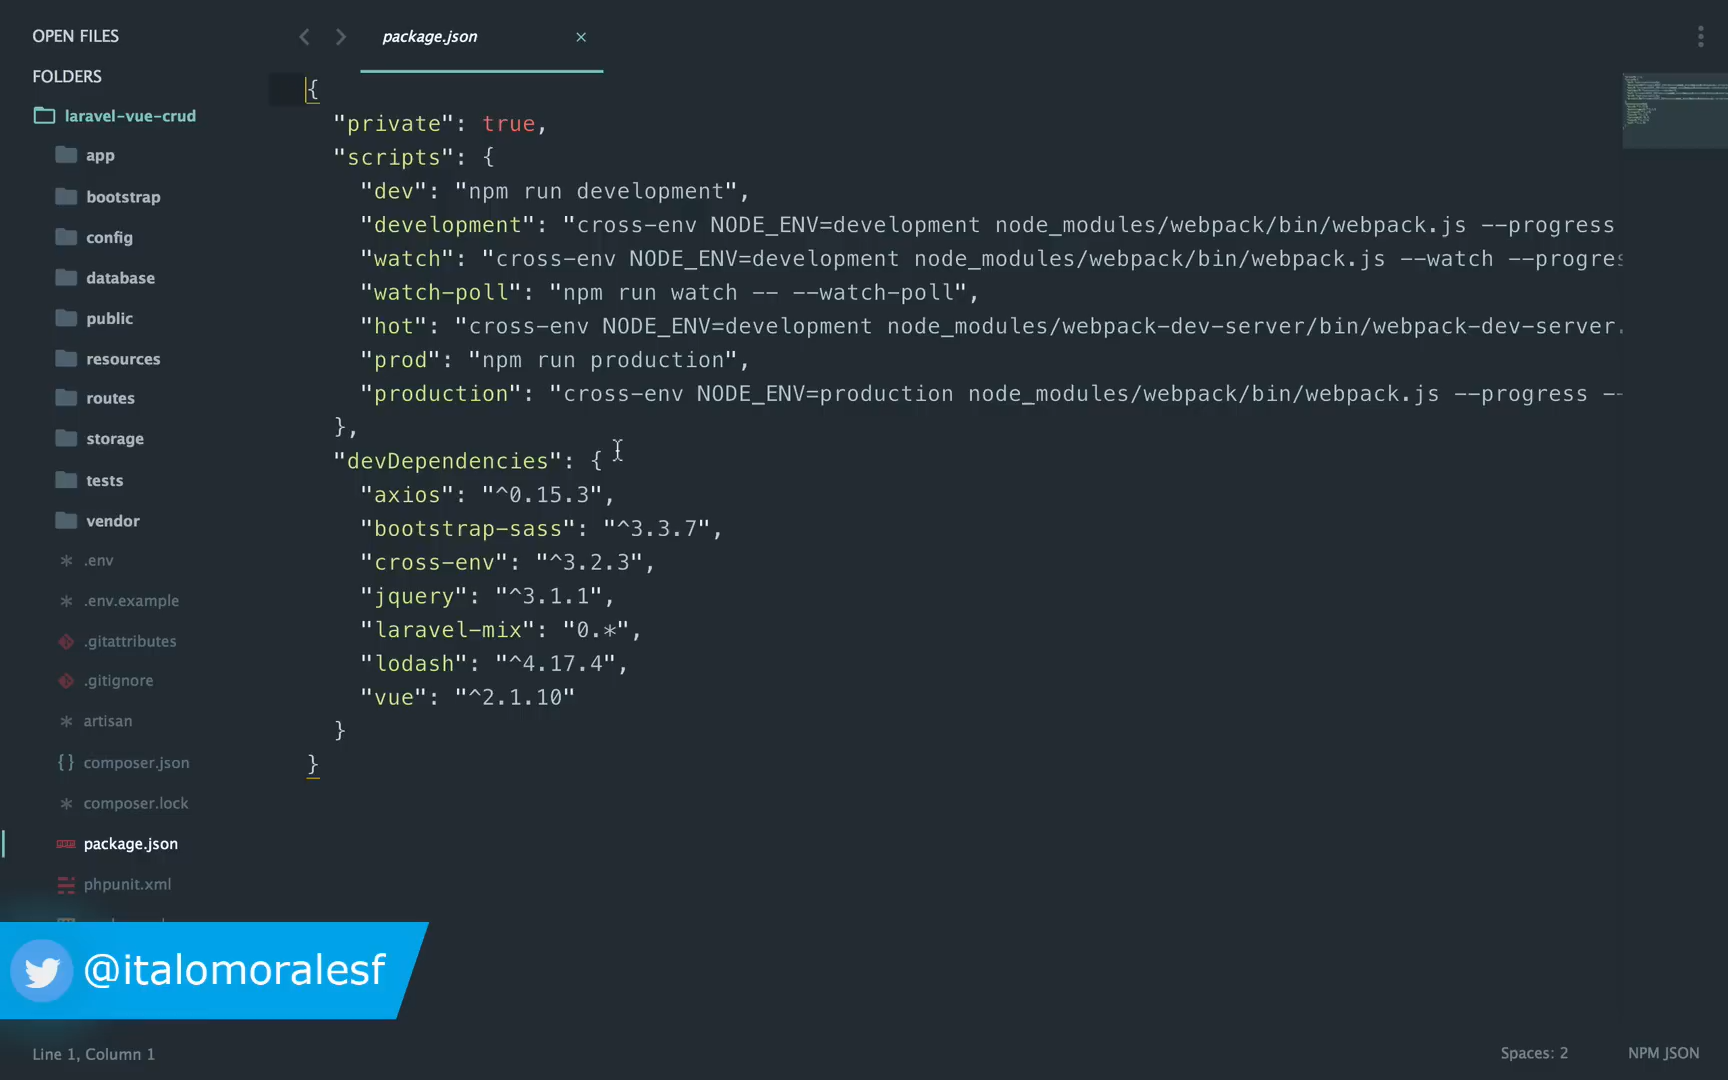 OPEN FILES
FOLDERS
laravel-vue-crud
app
bootstrap
config
database
public
resources
routes
storage
tests
vendor
.env
.env.example
.gitattributes
.gitignore
artisan
composer.json
composer.lock
package.json
phpunit.xml
package.json
{
"private": true,
"scripts": {
"dev": "npm run development",
"development": "cross-env NODE_ENV=development node_modules/webpack/bin/webpack.js --progress
"watch": "cross-env NODE_ENV=development node_modules/webpack/bin/webpack.js --watch --progres
"watch-poll": "npm run watch -- --watch-poll",
"hot": "cross-env NODE_ENV=development node_modules/webpack-dev-server/bin/webpack-dev-server.
"prod": "npm run production",
"production": "cross-env NODE_ENV=production node_modules/webpack/bin/webpack.js --progress --
},
"devDependencies": {
"axios": "^0.15.3",
"bootstrap-sass": "^3.3.7",
"cross-env": "^3.2.3",
"jquery": "^3.1.1",
"laravel-mix": "0.*",
"lodash": "^4.17.4",
"vue": "^2.1.10"
}
}
@italomoralesf
Line 1, Column 1
Spaces: 2
NPM JSON